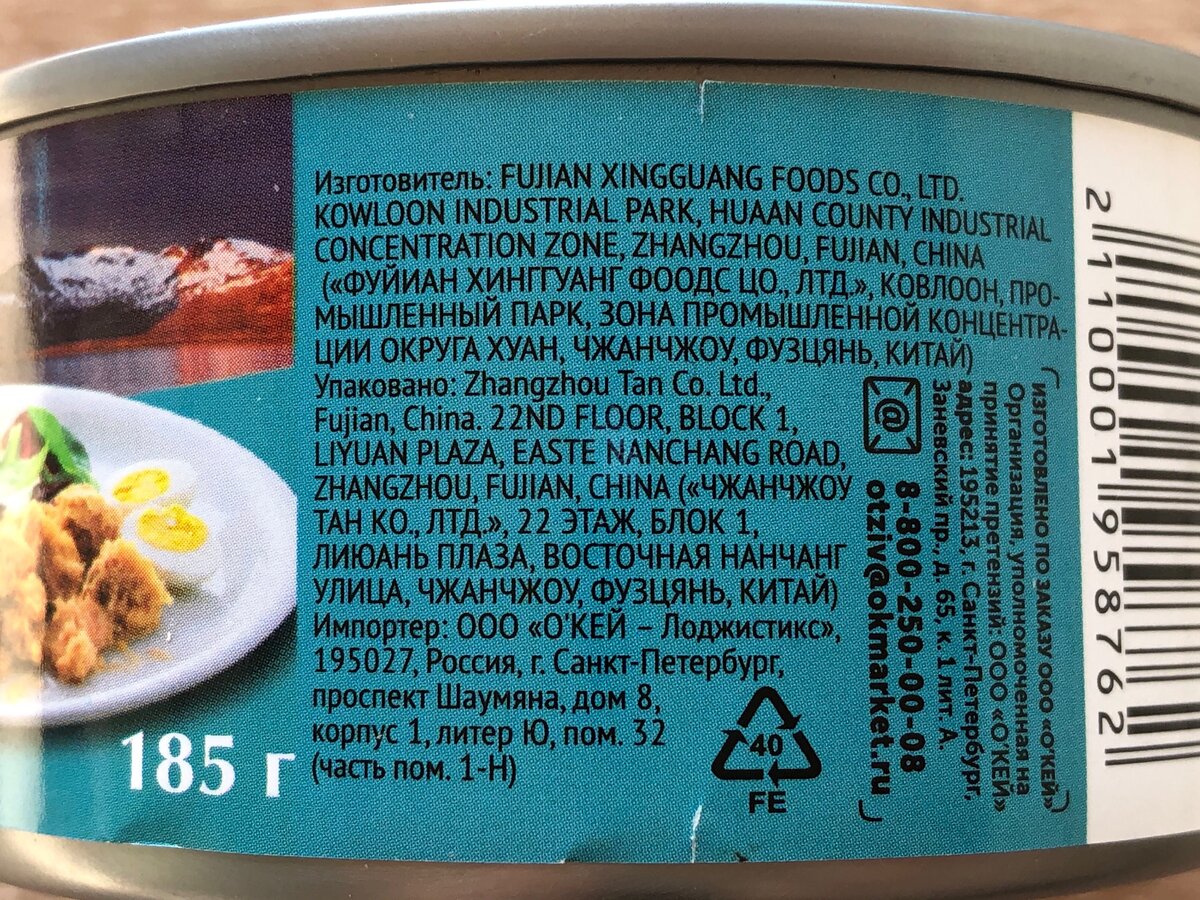 Изготовитель: FUJIAN XINGGUANG FOODS CO., LTD.
KOWLOON INDUSTRIAL PARK, HUAAN COUNTY INDUSTRIAL
CONCENTRATION ZONE, ZHANGZHOU, FUJIAN, CHINA
(«ФУЙИАН ХИНГГУАНГ ФООДС ЦО., ЛТД.», КОВЛООН, ПРО-
МЫШЛЕННЫЙ ПАРК, ЗОНА ПРОМЫШЛЕННОЙ КОНЦЕНТРА-
ЦИИ ОКРУГА ХУАН, ЧЖАНЧЖОУ, ФУЗЦЯНЬ, КИТАЙ)
Упаковано: Zhangzhou Tan Co. Ltd.,
Fujian, China. 22ND FLOOR, BLOCK 1,
LIYUAN PLAZA, EASTE NANCHANG ROAD,
ZHANGZHOU, FUJIAN, CHINA («ЧЖАНЧЖОУ
ТАН КО., ЛТД.», 22 ЭТАЖ, БЛОК 1,
ЛИЮАНЬ ПЛАЗА, ВОСТОЧНАЯ НАНЧАНГ
УЛИЦА, ЧЖАНЧЖОУ, ФУЗЦЯНЬ, КИТАЙ)
Импортер: ООО «О'КЕЙ – Лоджистикс»,
195027, Россия, г. Санкт-Петербург,
проспект Шаумяна, дом 8,
корпус 1, литер Ю, пом. 32
(часть пом. 1-Н)
185 г
40
FE
ИЗГОТОВЛЕНО ПО ЗАКАЗУ ООО «О'КЕЙ»
Организация, уполномоченная на
принятие претензий: ООО «О'КЕЙ»
адрес: 195213, г. Санкт-Петербург,
Заневский пр., д. 65, к. 1 лит. А.
@
8-800-250-00-08
otziv@okmarket.ru
2110001958762